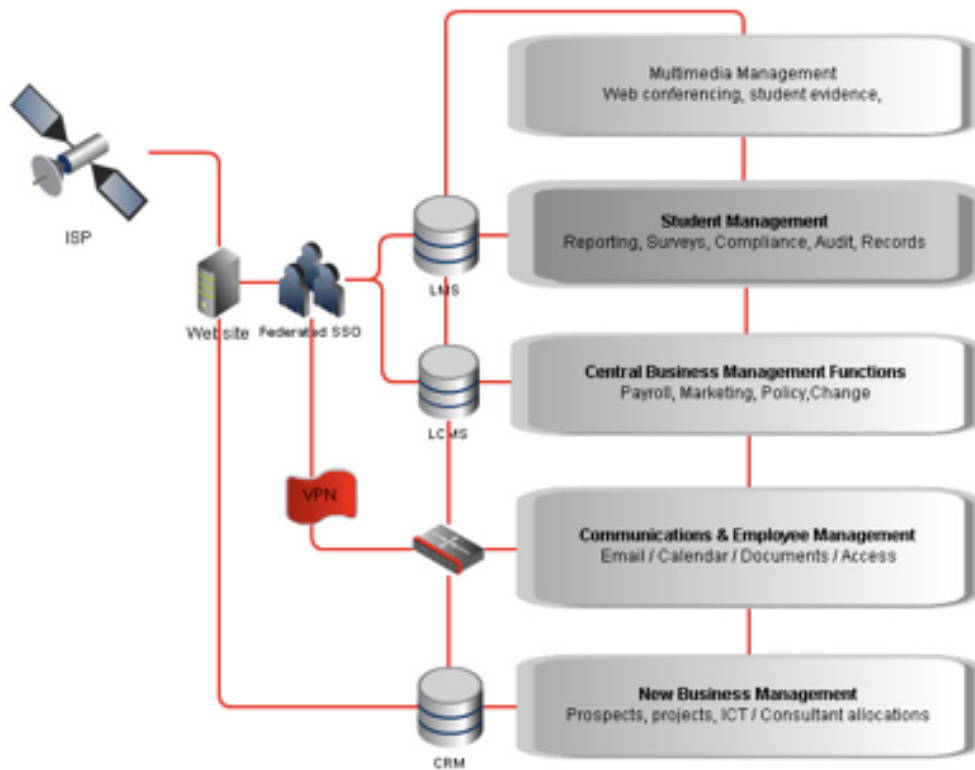 Multimedia Management
Web conferencing, student evidence,
ISP
Student Management
Reporting, Surveys, Compliance, Audit, Records
LMS
Website
Federated SSO
Central Business Management Functions
Payroll, Marketing, Policy,Change
LCMS
VPN
Communications & Employee Management
Email / Calendar / Documents / Access
New Business Management
Prospects, projects, ICT / Consultant allocations
CRM